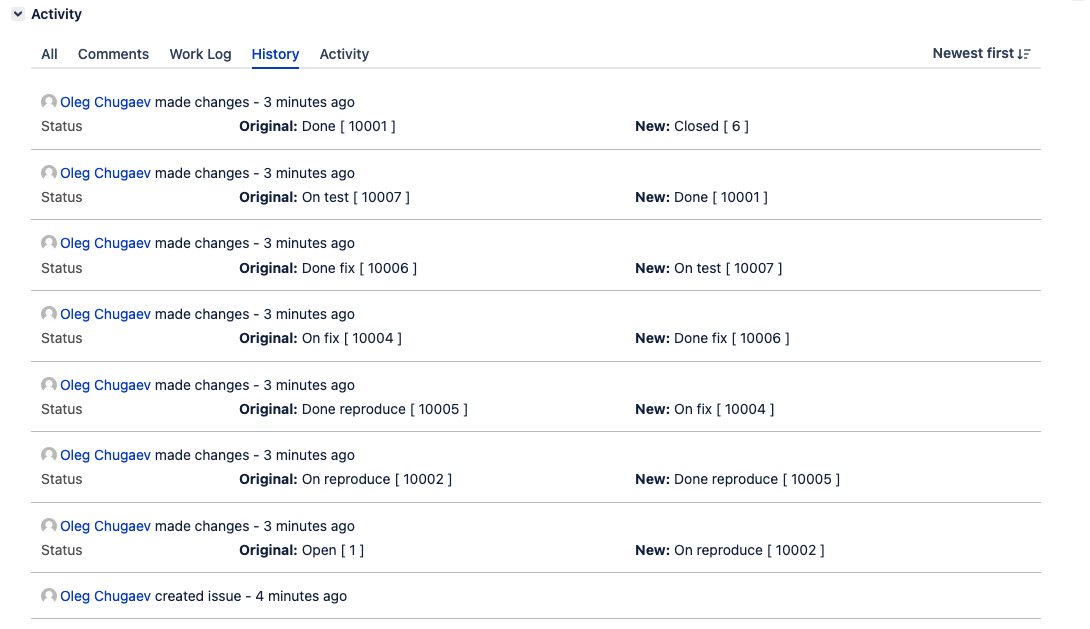 Activity
All Comments Work Log History Activity Newest first
Oleg Chugaev made changes - 3 minutes ago
Status Original: Done [ 10001 ] New: Closed [ 6 ]
Oleg Chugaev made changes - 3 minutes ago
Status Original: On test [ 10007 ] New: Done [ 10001 ]
Oleg Chugaev made changes - 3 minutes ago
Status Original: Done fix [ 10006 ] New: On test [ 10007 ]
Oleg Chugaev made changes - 3 minutes ago
Status Original: On fix [ 10004 ] New: Done fix [ 10006 ]
Oleg Chugaev made changes - 3 minutes ago
Status Original: Done reproduce [ 10005 ] New: On fix [ 10004 ]
Oleg Chugaev made changes - 3 minutes ago
Status Original: On reproduce [ 10002 ] New: Done reproduce [ 10005 ]
Oleg Chugaev made changes - 3 minutes ago
Status Original: Open [ 1 ] New: On reproduce [ 10002 ]
Oleg Chugaev created issue - 4 minutes ago